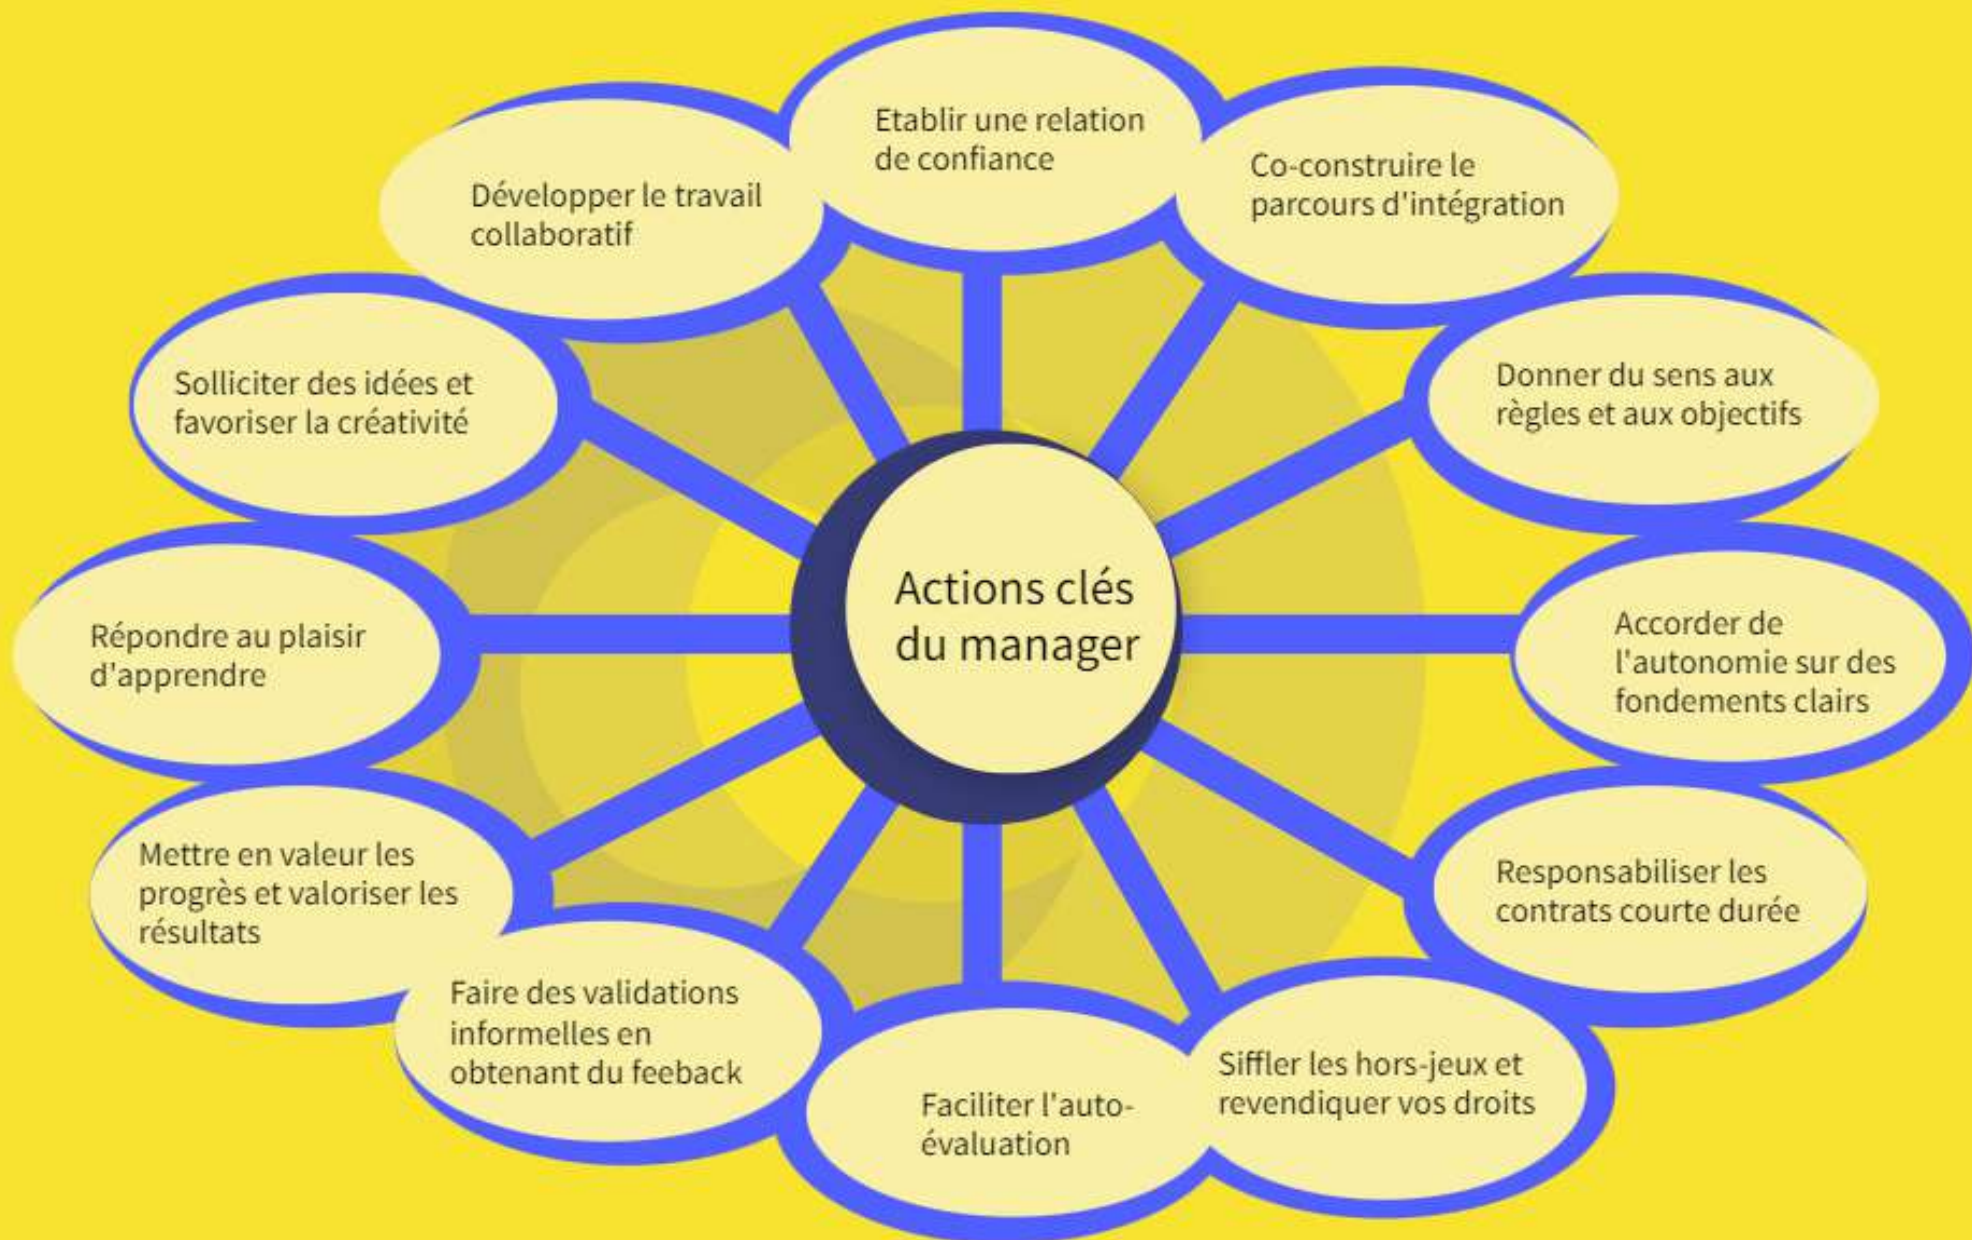 Etablir une relation
de confiance
Co-construire le
parcours d'intégration
Donner du sens aux
règles et aux objectifs
Accorder de
l'autonomie sur des
fondements clairs
Responsabiliser les
contrats courte durée
Siffler les hors-jeux et
revendiquer vos droits
Faciliter l'auto-
évaluation
Faire des validations
informelles en
obtenant du feeback
Mettre en valeur les
progrès et valoriser les
résultats
Répondre au plaisir
d'apprendre
Solliciter des idées et
favoriser la créativité
Développer le travail
collaboratif
Actions clés
du manager